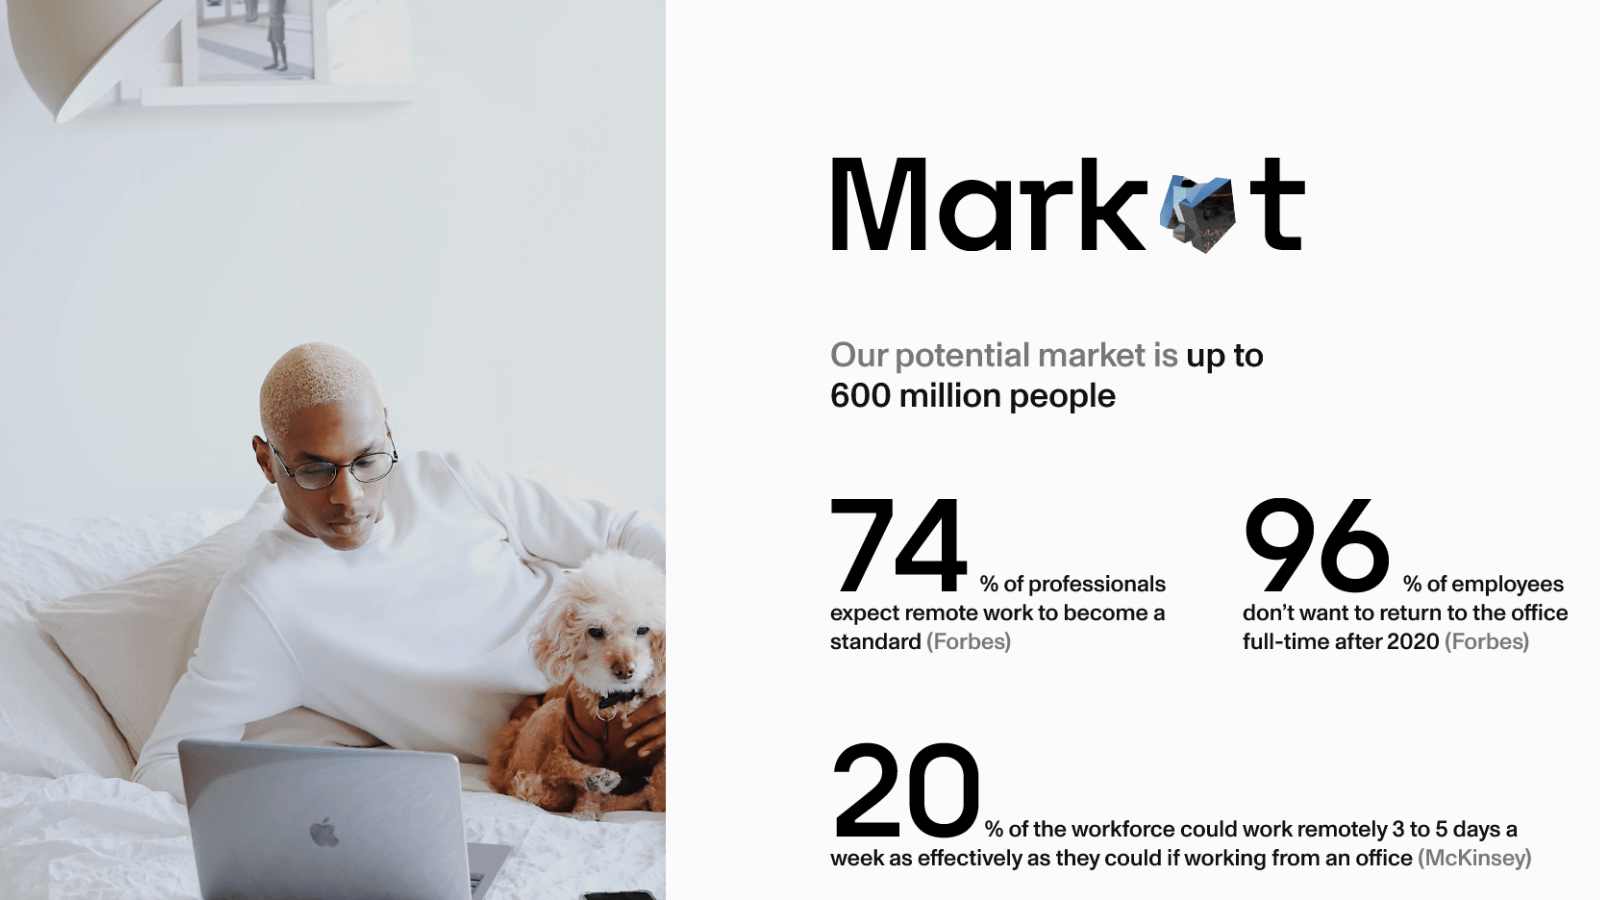 Mark t
Our potential market is up to
600 million people
74 % of professionals
expect remote work to become a
standard (Forbes)
96 % of employees
don’t want to return to the office
full-time after 2020 (Forbes)
20 % of the workforce could work remotely 3 to 5 days a
week as effectively as they could if working from an office (McKinsey)